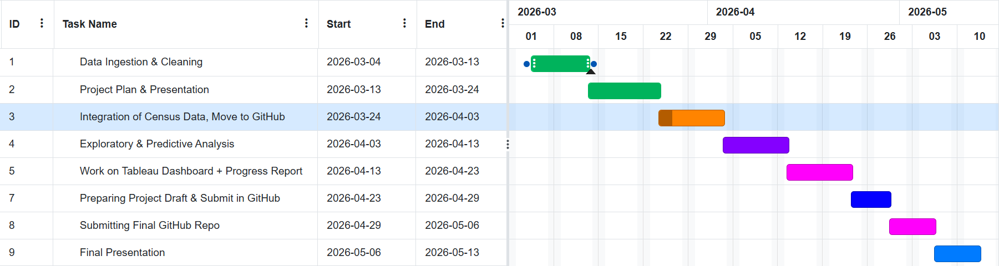 ID Task Name Start End 2026-03 2026-04 2026-05
01 08 15 22 29 05 12 19 26 03 10
1 Data Ingestion & Cleaning 2026-03-04 2026-03-13
2 Project Plan & Presentation 2026-03-13 2026-03-24
3 Integration of Census Data, Move to GitHub 2026-03-24 2026-04-03
4 Exploratory & Predictive Analysis 2026-04-03 2026-04-13
5 Work on Tableau Dashboard + Progress Report 2026-04-13 2026-04-23
7 Preparing Project Draft & Submit in GitHub 2026-04-23 2026-04-29
8 Submitting Final GitHub Repo 2026-04-29 2026-05-06
9 Final Presentation 2026-05-06 2026-05-13